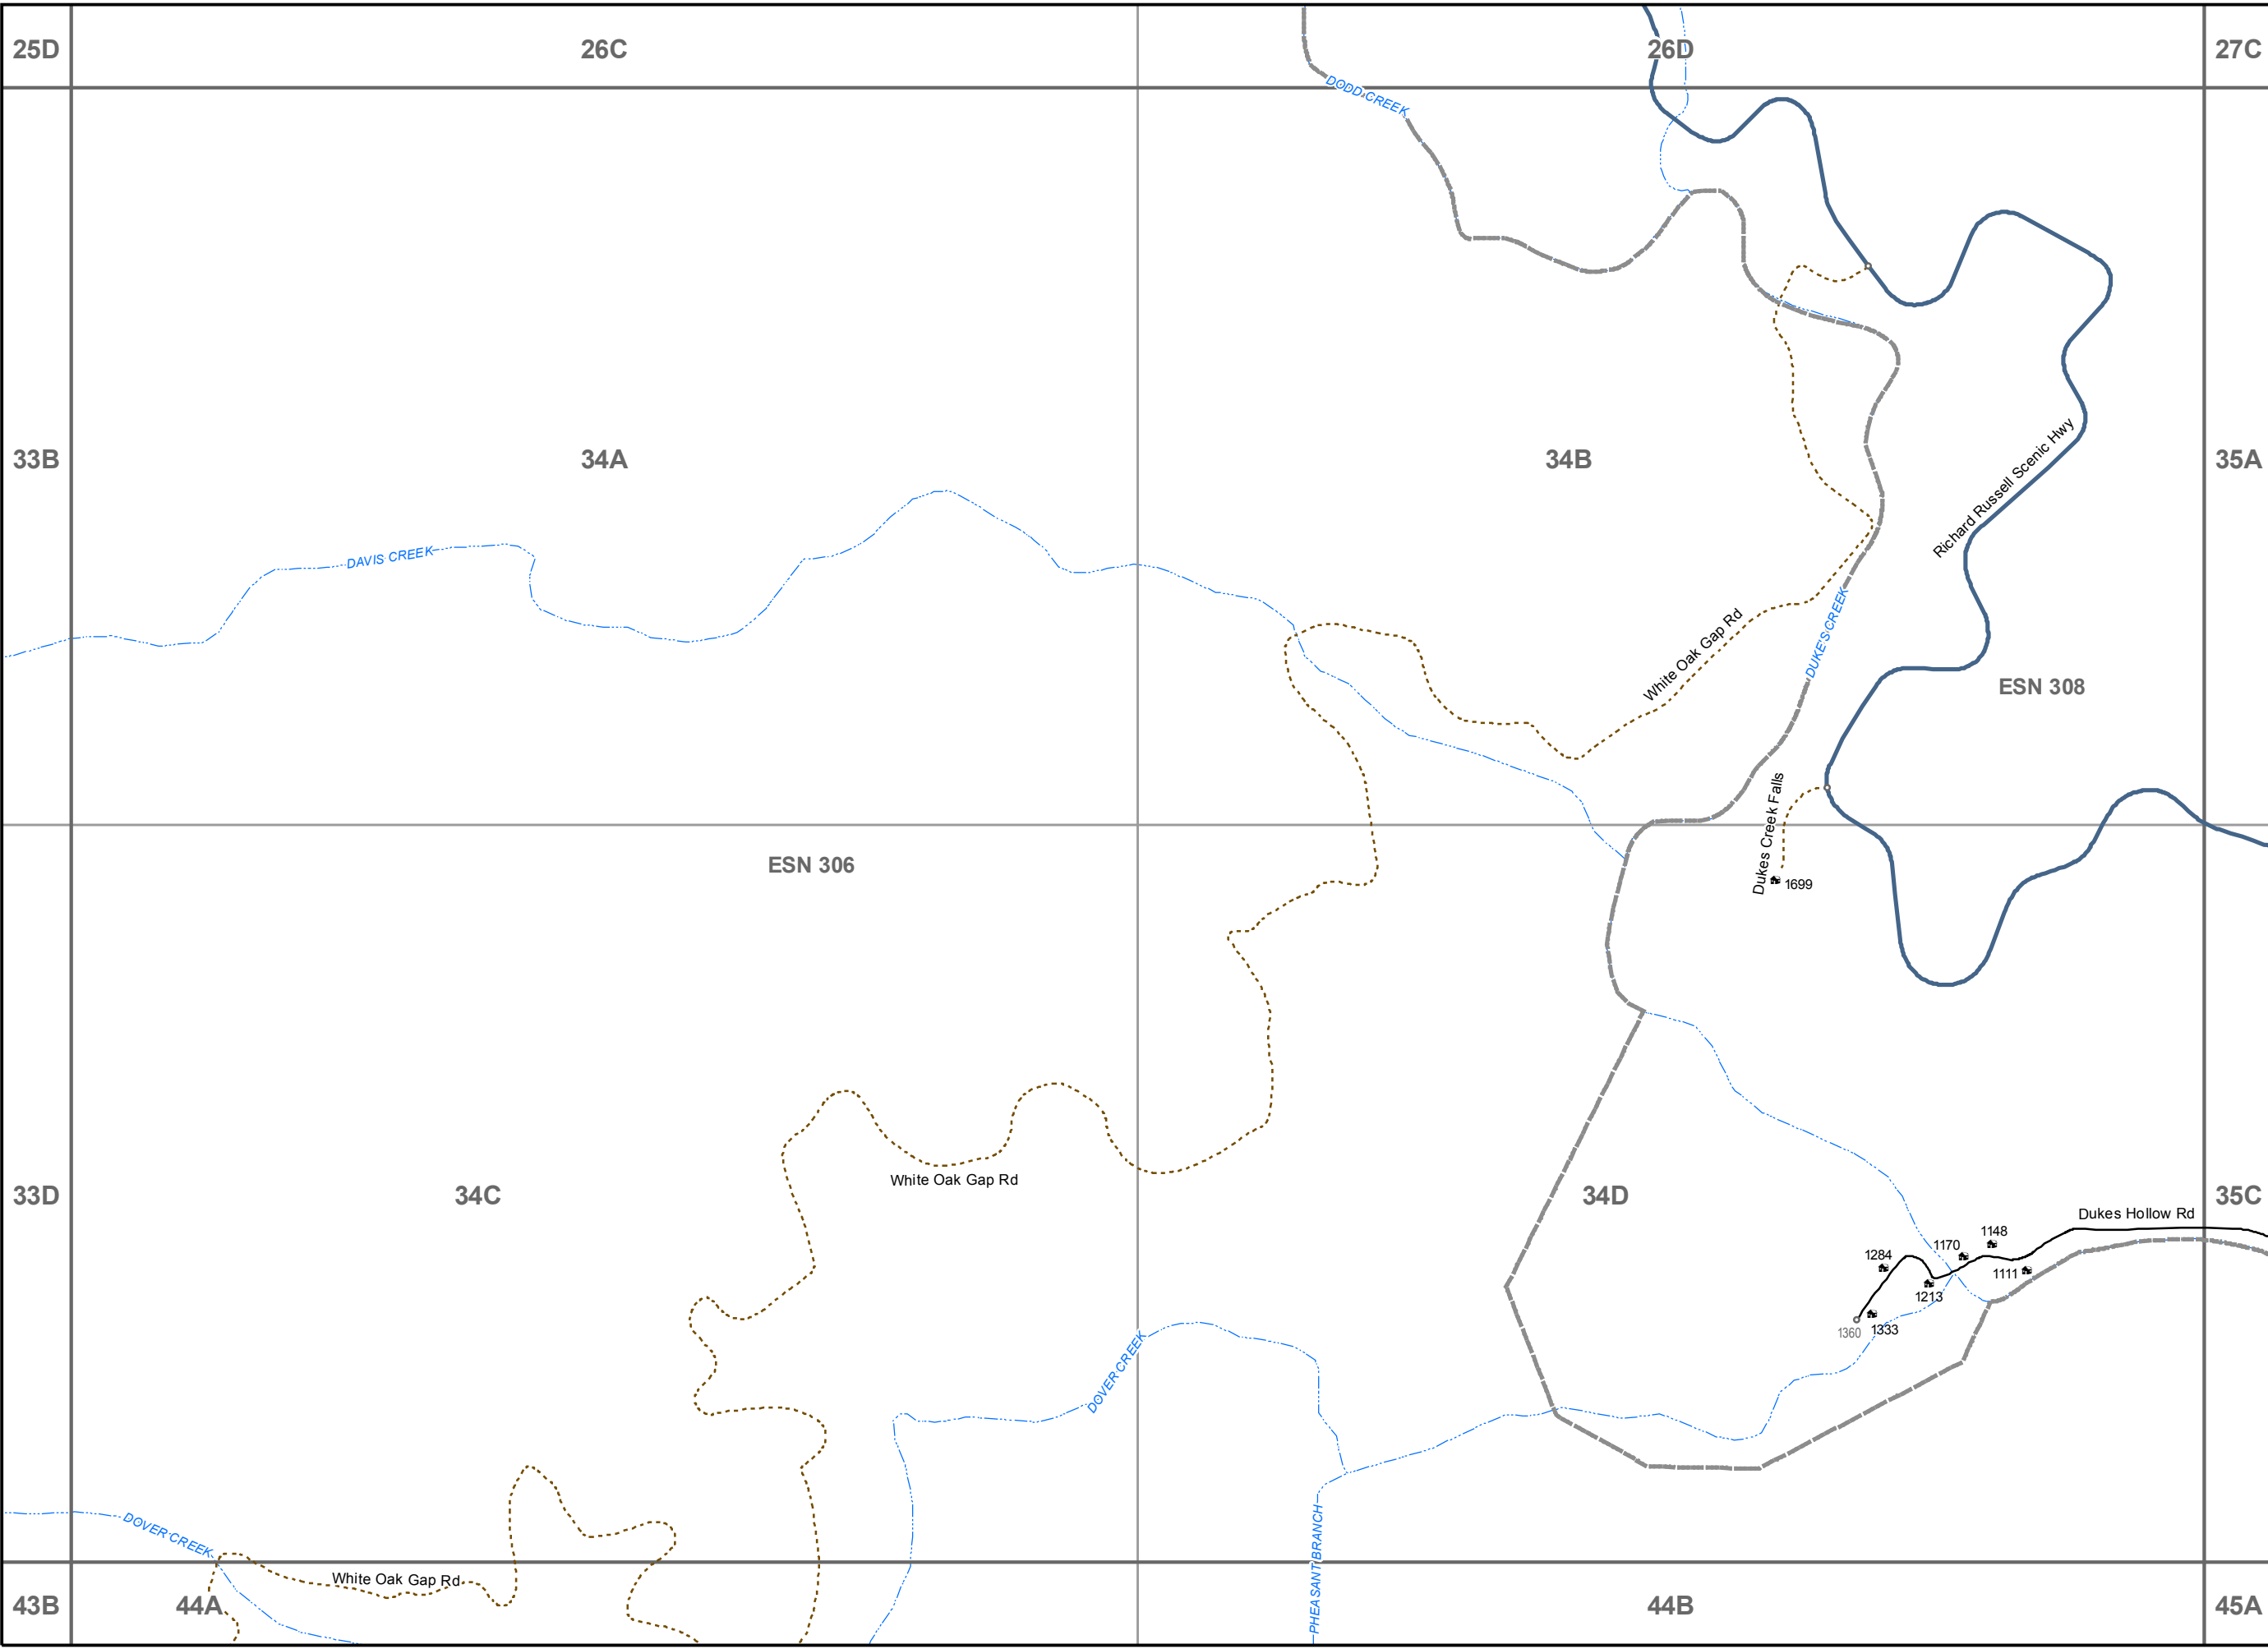 25D
26C
26D
27C
DODD CREEK
33B
34A
34B
35A
Richard Russell Scenic Hwy
DAVIS CREEK
DUKES CREEK
White Oak Gap Rd
ESN 308
Dukes Creek Falls
ESN 306
1699
White Oak Gap Rd
33D
34C
34D
35C
Dukes Hollow Rd
1148
1170
1284
1111
1213
1333
1360
DOVER CREEK
DOVER CREEK
PHEASANT BRANCH
White Oak Gap Rd
43B
44A
44B
45A